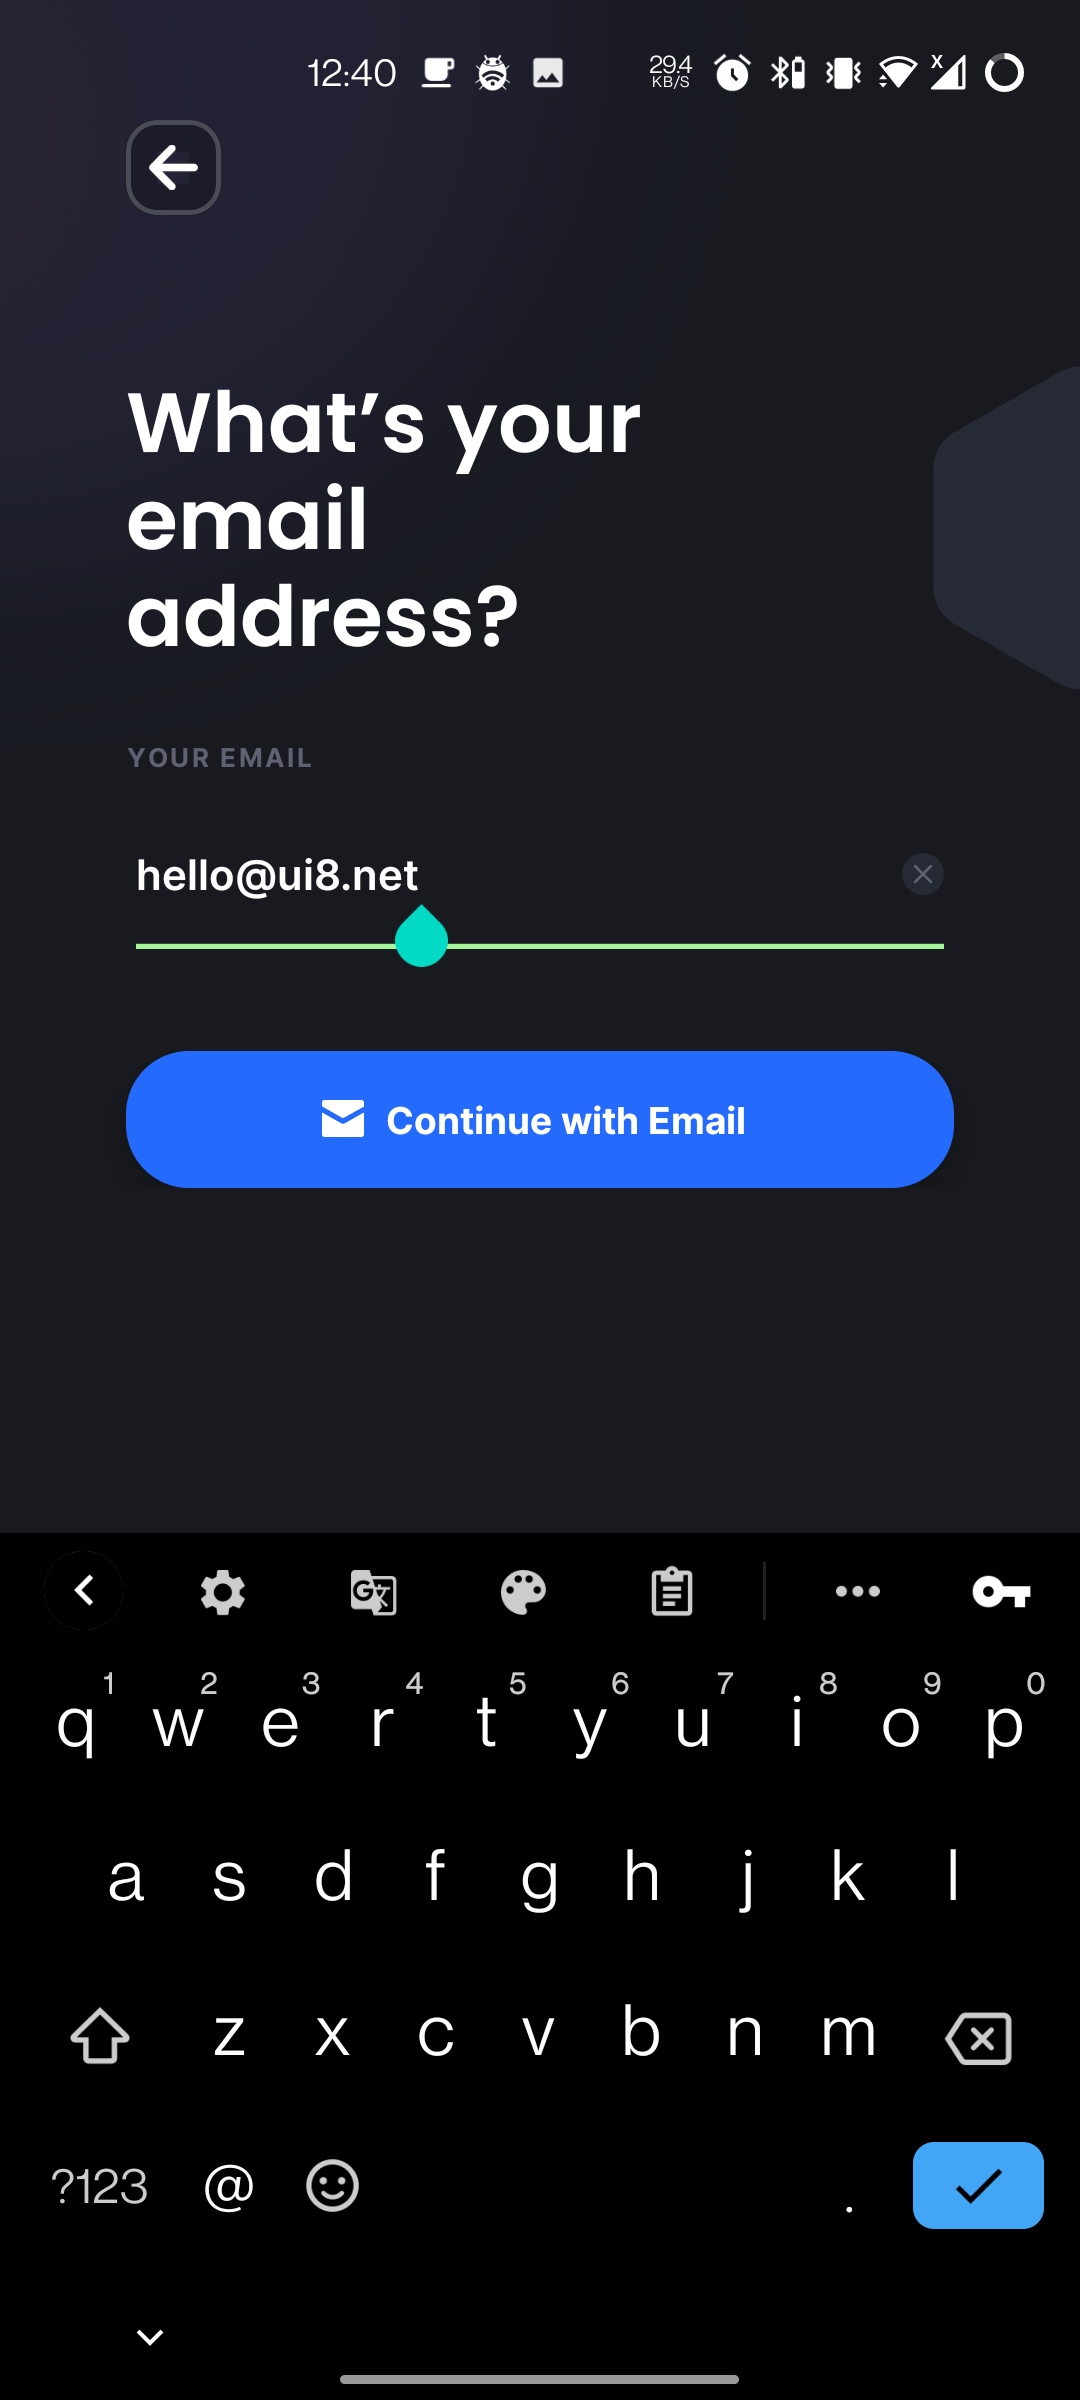 12:40
29.4
KB/S
X
What’s your
email
address?
YOUR EMAIL
hello@ui8.net
Continue with Email
G 文
1 2 3 4 5 6 7 8 9 0
q w e r t y u i o p
a s d f g h j k l
z x c v b n m
?123 @ .